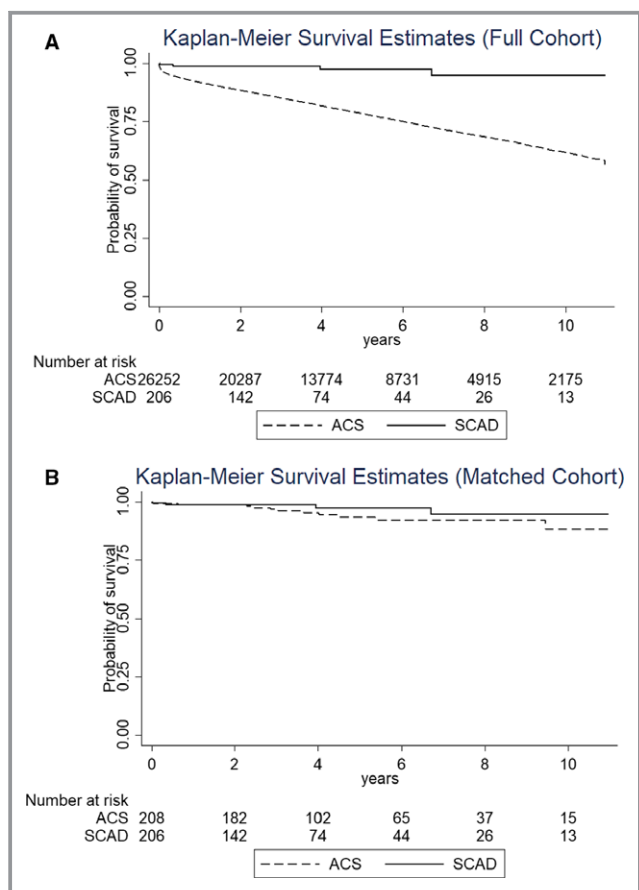 A
Kaplan-Meier Survival Estimates (Full Cohort)
1.00
0.75
0.50
0.25
0.00
Probability of survival
0 2 4 6 8 10
years
Number at risk
ACS 26252 20287 13774 8731 4915 2175
SCAD 206 142 74 44 26 13
ACS SCAD
B
Kaplan-Meier Survival Estimates (Matched Cohort)
1.00
0.75
0.50
0.25
0.00
Probability of survival
0 2 4 6 8 10
years
Number at risk
ACS 208 182 102 65 37 15
SCAD 206 142 74 44 26 13
ACS SCAD